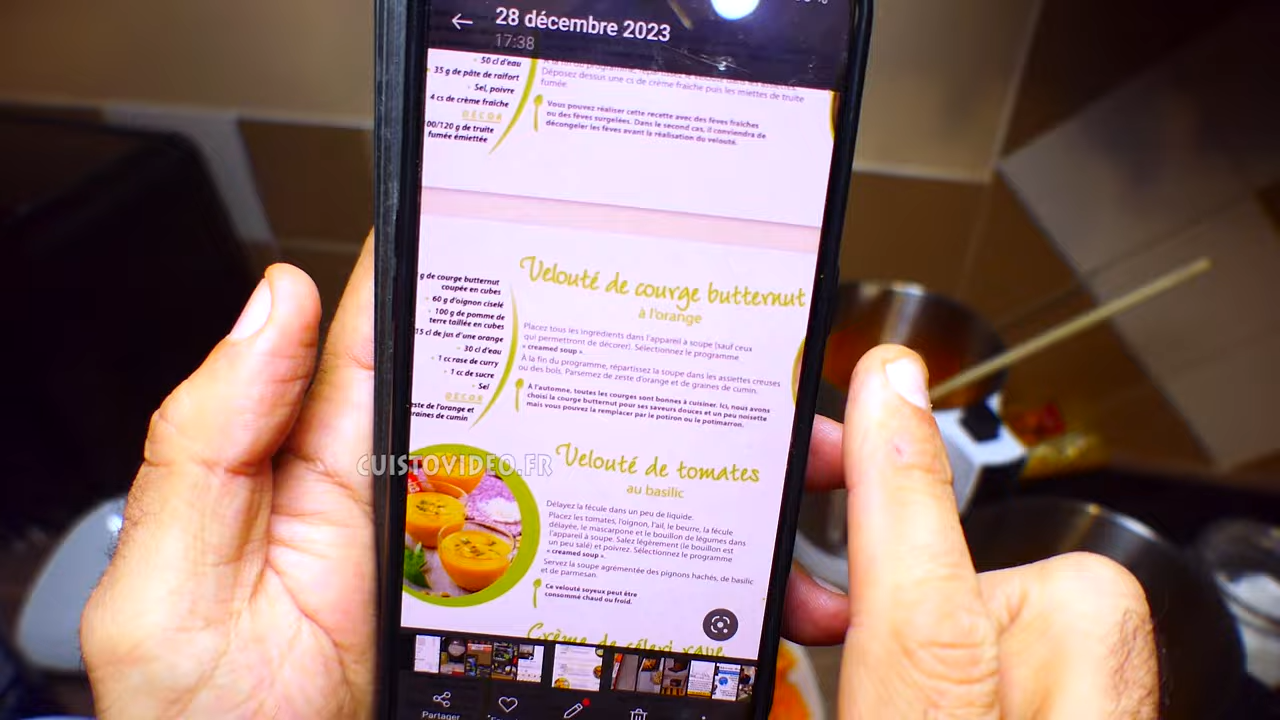 28 décembre 2023
17:38
50 cl d'eau
35 g de pâte de raifort
Sel, poivre
4 cs de crème fraîche
DÉCOR
00/120 g de truite
fumée émiettée
Déposez dessus une cs de crème fraîche puis les miettes de truite
fumée.
Vous pouvez réaliser cette recette avec des fèves fraîches
ou des fèves surgelées. Dans le second cas, il conviendra de
décongeler les fèves avant la réalisation du velouté.
Velouté de courge butternut
à l'orange
g de courge butternut
coupée en cubes
60 g d'oignon ciselé
100 g de pomme de
terre taillée en cubes
15 cl de jus d'une orange
30 cl d'eau
1 cc rase de curry
1 cc de sucre
Sel
DÉCOR
este de l'orange et
raines de cumin
Placez tous les ingrédients dans l'appareil à soupe (sauf ceux
qui permettront de décorer). Sélectionnez le programme
« creamed soup ».
À la fin du programme, répartissez la soupe dans les assiettes creuses
ou des bols. Parsemez de zeste d'orange et de graines de cumin.
À l'automne, toutes les courges sont bonnes à cuisiner. Ici, nous avons
choisi la courge butternut pour ses saveurs douces et un peu noisette
mais vous pouvez la remplacer par le potiron ou le potimarron.
CUISTOVIDEO.FR
Velouté de tomates
au basilic
Délayez la fécule dans un peu de liquide.
Placez les tomates, l'oignon, l'ail, le beurre, la fécule
délayée, le mascarpone et le bouillon de légumes dans
l'appareil à soupe. Salez légèrement (le bouillon est
un peu salé) et poivrez. Sélectionnez le programme
« creamed soup ».
Servez la soupe agrémentée des pignons hachés, de basilic
et de parmesan.
Ce velouté soyeux peut être
consommé chaud ou froid.
Crème de céleri rave
Partager